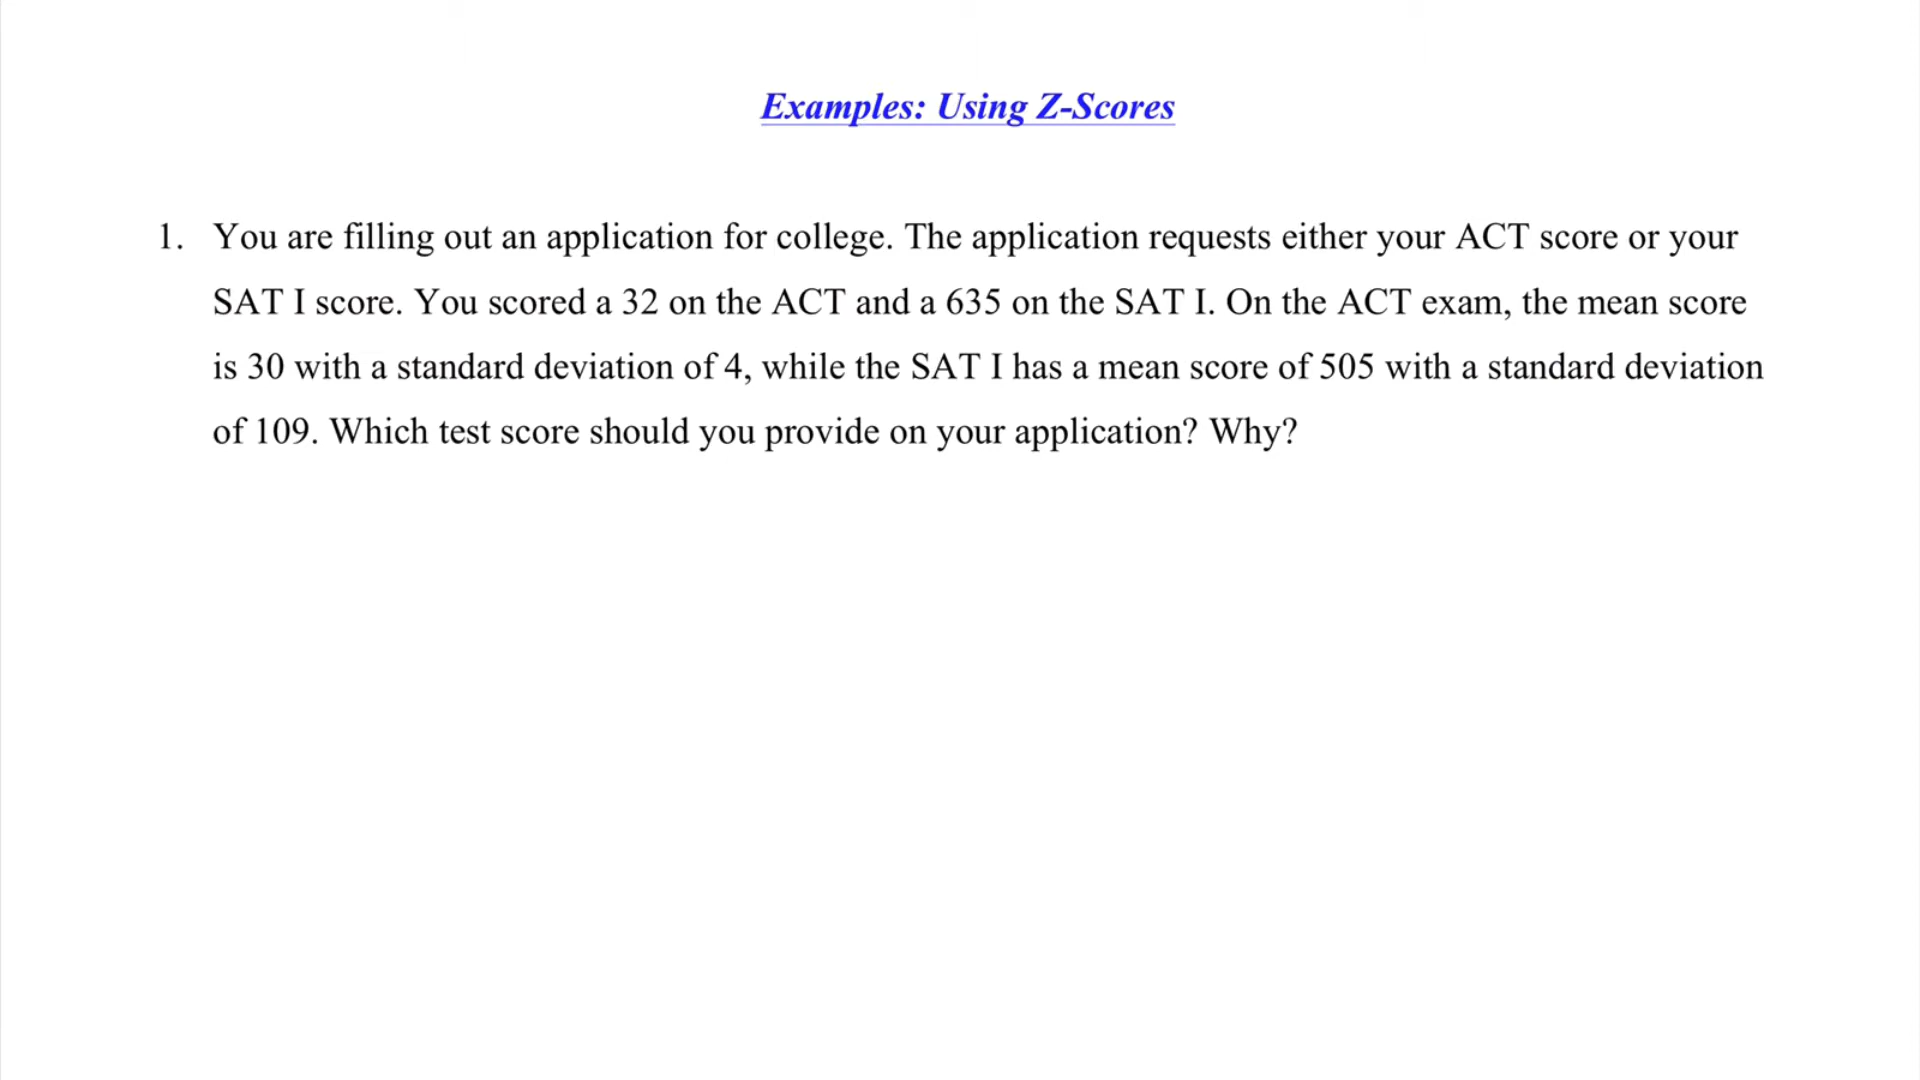 Examples: Using Z-Scores
1. You are filling out an application for college. The application requests either your ACT score or your
SAT I score. You scored a 32 on the ACT and a 635 on the SAT I. On the ACT exam, the mean score
is 30 with a standard deviation of 4, while the SAT I has a mean score of 505 with a standard deviation
of 109. Which test score should you provide on your application? Why?